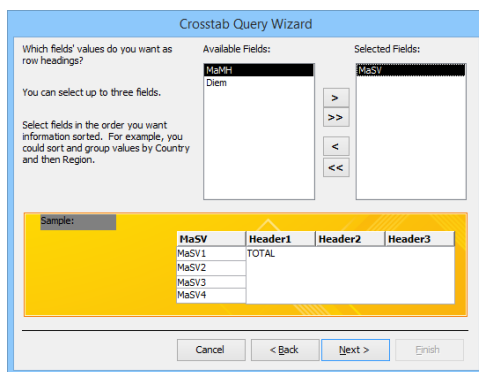 Crosstab Query Wizard
Which fields' values do you want as
row headings?
You can select up to three fields.
Select fields in the order you want
information sorted. For example, you
could sort and group values by Country
and then Region.
Available Fields:
MaMH
Diem
>
>>
<
<<
Selected Fields:
MaSV
Sample:
MaSV Header1 Header2 Header3
MaSV1 TOTAL
MaSV2
MaSV3
MaSV4
Cancel < Back Next > Finish